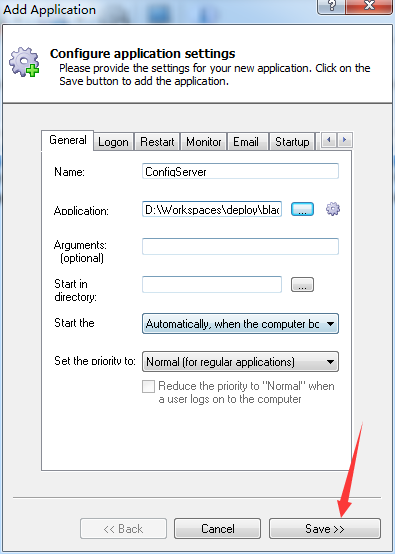 Add Application
?
Configure application settings
Please provide the settings for your new application. Click on the
Save button to add the application.
General Logon Restart Monitor Email Startup
Name: ConfigServer
Application: D:\Workspaces\deploy\blac ...
Arguments:
(optional)
Start in
directory: ...
Start the Automatically, when the computer bc
Set the priority to: Normal (for regular applications)
Reduce the priority to "Normal" when
a user logs on to the computer
<< Back Cancel Save >>